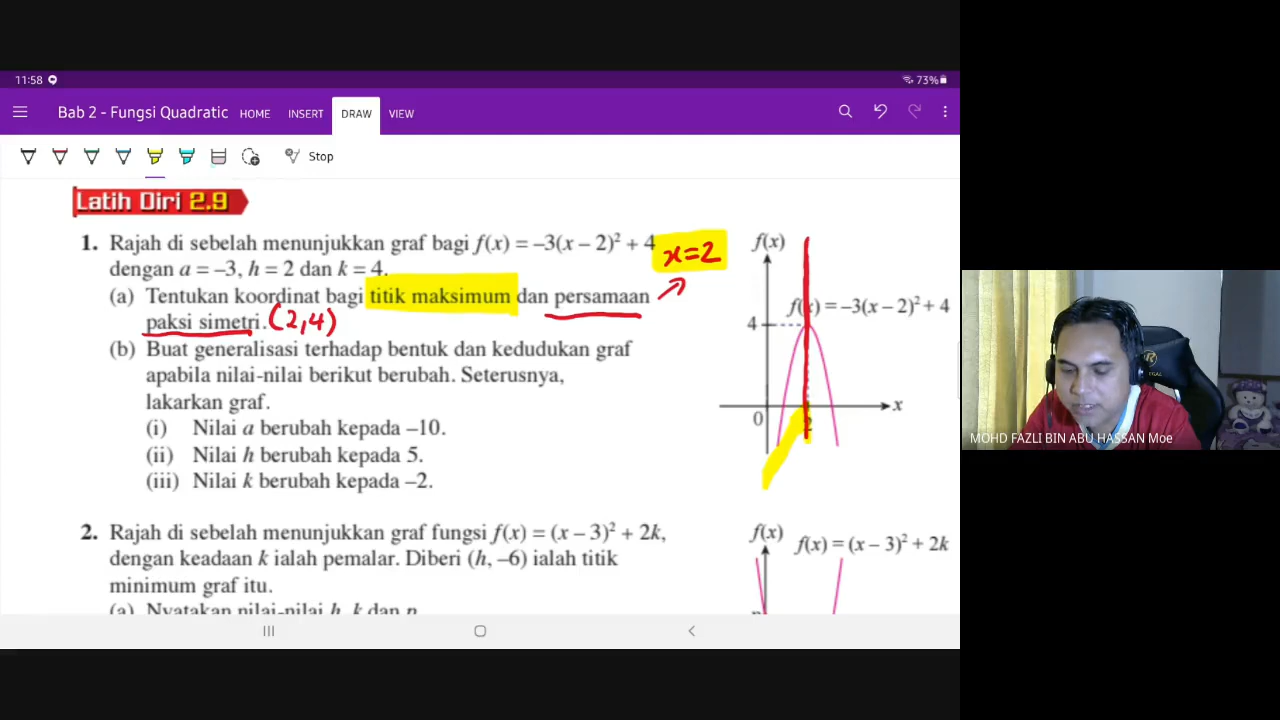 11:58
73%
Bab 2 - Fungsi Quadratic HOME INSERT DRAW VIEW
Stop
Latih Diri 2.9
1. Rajah di sebelah menunjukkan graf bagi f(x) = –3(x – 2)² + 4
dengan a = –3, h = 2 dan k = 4.
x=2
(a) Tentukan koordinat bagi titik maksimum dan persamaan
paksi simetri. (2,4)
(b) Buat generalisasi terhadap bentuk dan kedudukan graf
apabila nilai-nilai berikut berubah. Seterusnya,
lakarkan graf.
(i) Nilai a berubah kepada –10.
(ii) Nilai h berubah kepada 5.
(iii) Nilai k berubah kepada –2.
f(x)
f(x) = –3(x – 2)² + 4
4
0
2
x
2. Rajah di sebelah menunjukkan graf fungsi f(x) = (x – 3)² + 2k,
dengan keadaan k ialah pemalar. Diberi (h, –6) ialah titik
minimum graf itu.
(a) Nyatakan nilai-nilai h, k dan p.
f(x)
f(x) = (x – 3)² + 2k
MOHD FAZLI BIN ABU HASSAN Moe